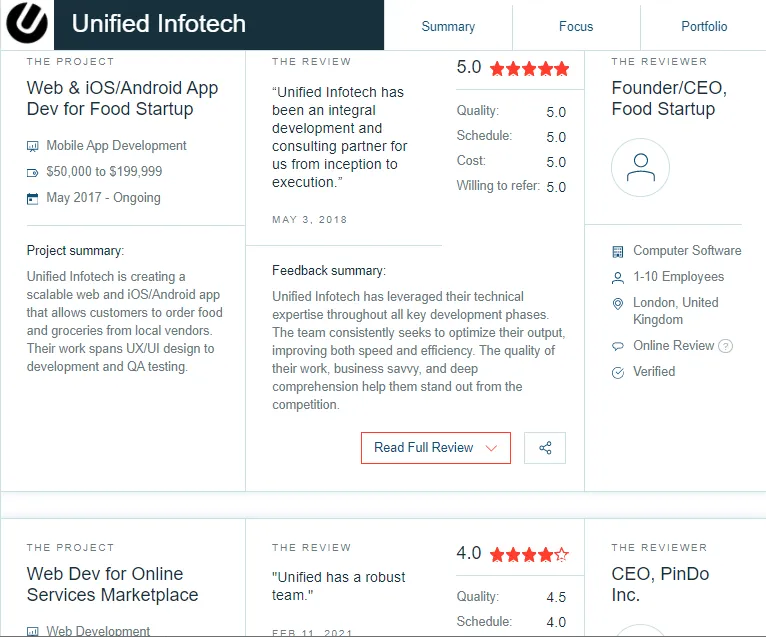 Unified Infotech
Summary
Focus
Portfolio
THE PROJECT
Web & iOS/Android App
Dev for Food Startup
Mobile App Development
$50,000 to $199,999
May 2017 - Ongoing
Project summary:
Unified Infotech is creating a
scalable web and iOS/Android app
that allows customers to order food
and groceries from local vendors.
Their work spans UX/UI design to
development and QA testing.
THE REVIEW
“Unified Infotech has
been an integral
development and
consulting partner for
us from inception to
execution.”
MAY 3, 2018
5.0
Quality: 5.0
Schedule: 5.0
Cost: 5.0
Willing to refer: 5.0
Feedback summary:
Unified Infotech has leveraged their technical
expertise throughout all key development phases.
The team consistently seeks to optimize their output,
improving both speed and efficiency. The quality of
their work, business savvy, and deep
comprehension help them stand out from the
competition.
Read Full Review
THE REVIEWER
Founder/CEO,
Food Startup
Computer Software
1-10 Employees
London, United
Kingdom
Online Review ?
Verified
THE PROJECT
Web Dev for Online
Services Marketplace
Web Development
THE REVIEW
"Unified has a robust
team."
FEB 11, 2021
4.0
Quality: 4.5
Schedule: 4.0
THE REVIEWER
CEO, PinDo
Inc.